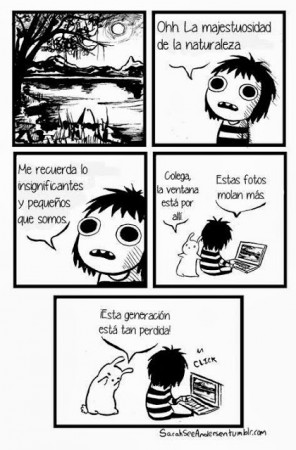 Ohh. La majestuosidad
de la naturaleza
Me recuerda lo
insignificantes
y pequeños
que somos.
Colega,
la ventana
está por
allí
Estas fotos
molan más.
¡Esta generación
está tan perdida!
CLICK
SarahSeeAndersen.tumblr.com